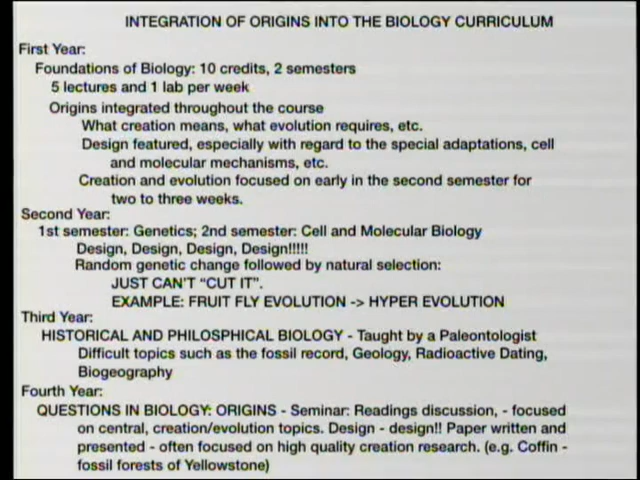 INTEGRATION OF ORIGINS INTO THE BIOLOGY CURRICULUM
First Year:
Foundations of Biology: 10 credits, 2 semesters
5 lectures and 1 lab per week
Origins integrated throughout the course
What creation means, what evolution requires, etc.
Design featured, especially with regard to the special adaptations, cell
and molecular mechanisms, etc.
Creation and evolution focused on early in the second semester for
two to three weeks.
Second Year:
1st semester: Genetics; 2nd semester: Cell and Molecular Biology
Design, Design, Design, Design!!!!!
Random genetic change followed by natural selection:
JUST CAN'T "CUT IT".
EXAMPLE: FRUIT FLY EVOLUTION -> HYPER EVOLUTION
Third Year:
HISTORICAL AND PHILOSPHICAL BIOLOGY - Taught by a Paleontologist
Difficult topics such as the fossil record, Geology, Radioactive Dating,
Biogeography
Fourth Year:
QUESTIONS IN BIOLOGY: ORIGINS - Seminar: Readings discussion, - focused
on central, creation/evolution topics. Design - design!! Paper written and
presented - often focused on high quality creation research. (e.g. Coffin -
fossil forests of Yellowstone)